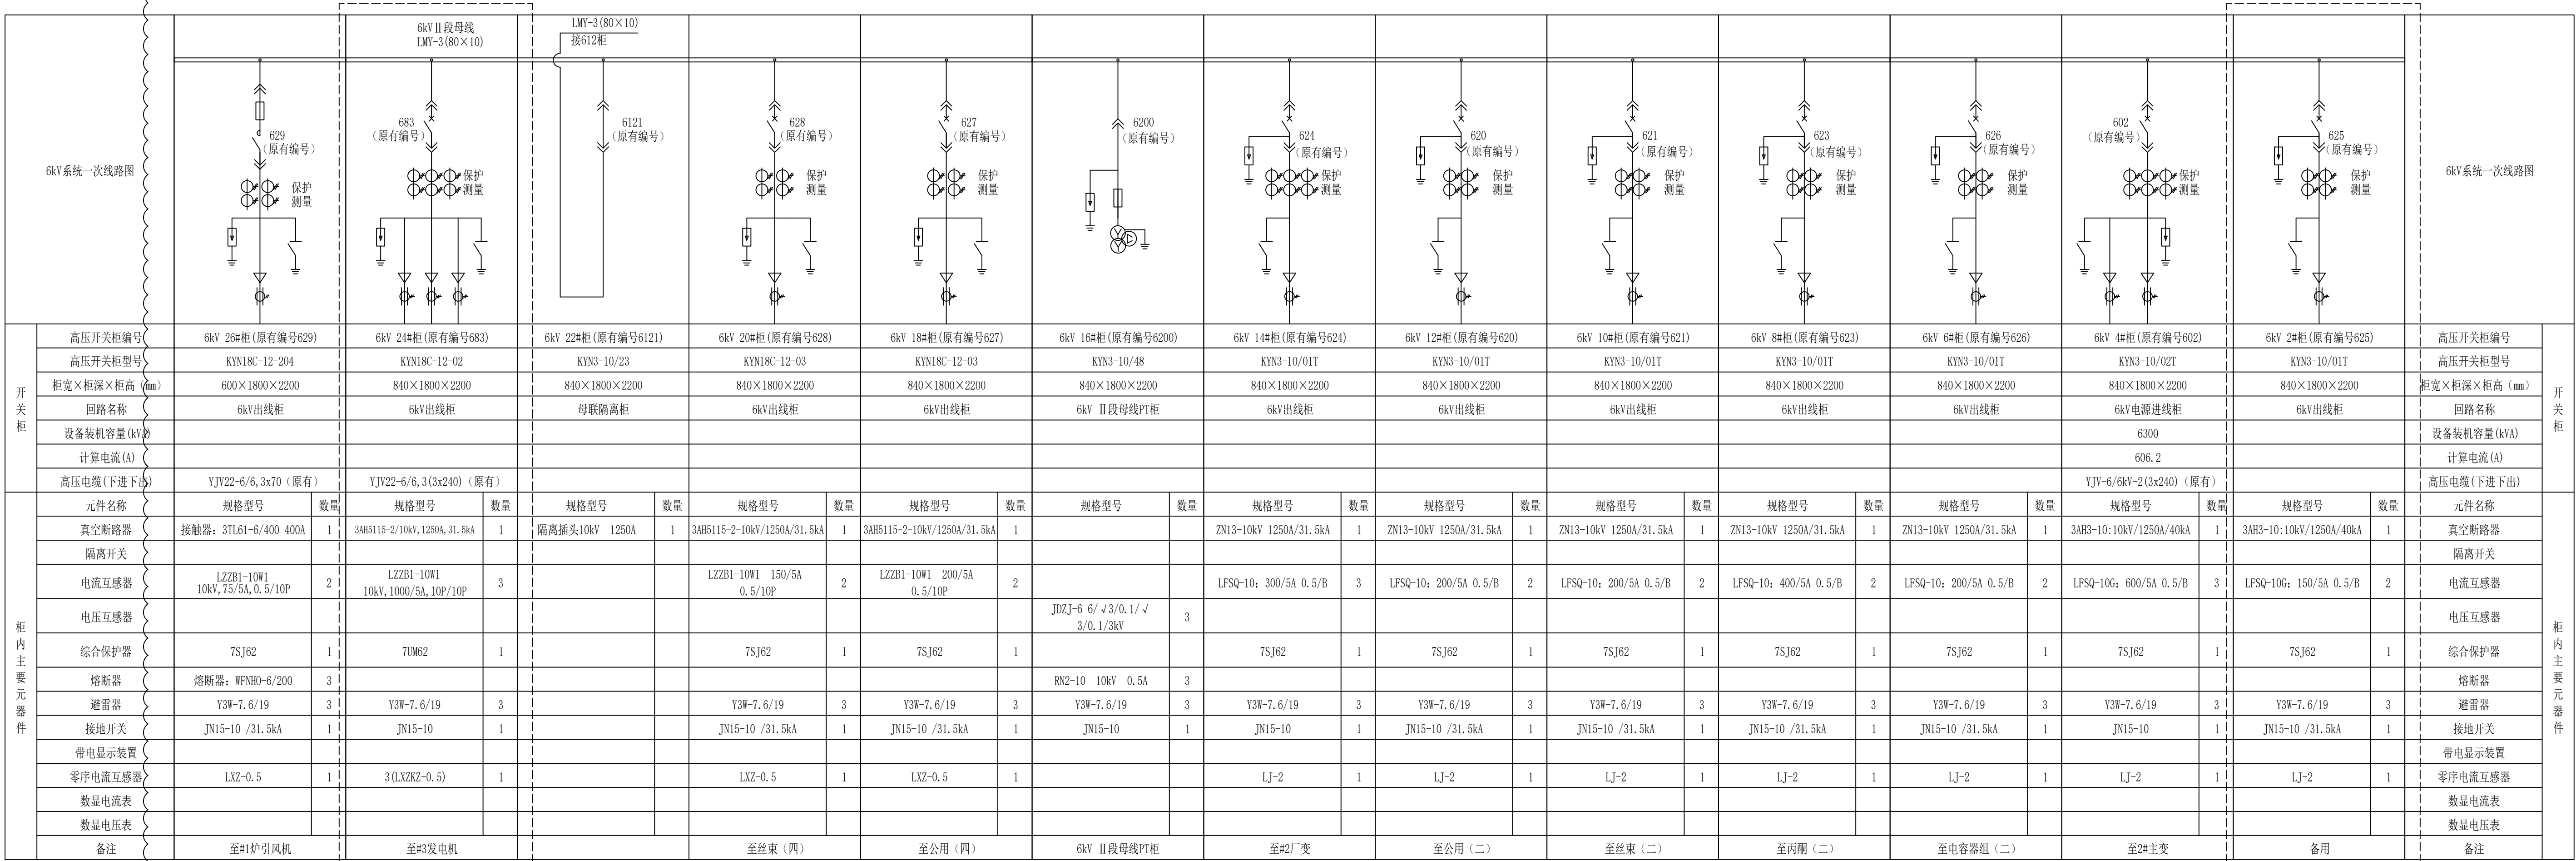 6kVⅡ段母线
LMY-3(80×10)
LMY-3(80×10)
接612柜
6kV系统一次线路图
629
(原有编号)
保护
测量
683
(原有编号)
保护
测量
6121
(原有编号)
628
(原有编号)
保护
测量
627
(原有编号)
保护
测量
6200
(原有编号)
624
(原有编号)
保护
测量
620
(原有编号)
保护
测量
621
(原有编号)
保护
测量
623
(原有编号)
保护
测量
626
(原有编号)
保护
测量
602
(原有编号)
保护
测量
625
(原有编号)
保护
测量
6kV系统一次线路图
开关柜
高压开关柜编号 6kV 26#柜(原有编号629) 6kV 24#柜(原有编号683) 6kV 22#柜(原有编号6121) 6kV 20#柜(原有编号628) 6kV 18#柜(原有编号627) 6kV 16#柜(原有编号6200) 6kV 14#柜(原有编号624) 6kV 12#柜(原有编号620) 6kV 10#柜(原有编号621) 6kV 8#柜(原有编号623) 6kV 6#柜(原有编号626) 6kV 4#柜(原有编号602) 6kV 2#柜(原有编号625) 高压开关柜编号
高压开关柜型号 KYN18C-12-204 KYN18C-12-02 KYN3-10/23 KYN18C-12-03 KYN18C-12-03 KYN3-10/48 KYN3-10/01T KYN3-10/01T KYN3-10/01T KYN3-10/01T KYN3-10/01T KYN3-10/02T KYN3-10/01T 高压开关柜型号
柜宽×柜深×柜高(mm) 600×1800×2200 840×1800×2200 840×1800×2200 840×1800×2200 840×1800×2200 840×1800×2200 840×1800×2200 840×1800×2200 840×1800×2200 840×1800×2200 840×1800×2200 840×1800×2200 840×1800×2200 柜宽×柜深×柜高(mm)
回路名称 6kV出线柜 6kV出线柜 母联隔离柜 6kV出线柜 6kV出线柜 6kV Ⅱ段母线PT柜 6kV出线柜 6kV出线柜 6kV出线柜 6kV出线柜 6kV出线柜 6kV电源进线柜 6kV出线柜 回路名称
设备装机容量(kVA) 6300 设备装机容量(kVA)
计算电流(A) 606.2 计算电流(A)
高压电缆(下进下出) YJV22-6/6,3x70(原有) YJV22-6/6,3(3x240)(原有) YJV-6/6kV-2(3x240)(原有) 高压电缆(下进下出)
开关柜
柜内主要元器件
元件名称 规格型号 数量 规格型号 数量 规格型号 数量 规格型号 数量 规格型号 数量 规格型号 数量 规格型号 数量 规格型号 数量 规格型号 数量 规格型号 数量 规格型号 数量 规格型号 数量 规格型号 数量 元件名称
真空断路器 接触器: 3TL61-6/400 400A 1 3AH5115-2/10kV,1250A,31.5kA 1 隔离插头10kV 1250A 1 3AH5115-2-10kV/1250A/31.5kA 1 3AH5115-2-10kV/1250A/31.5kA 1 ZN13-10kV 1250A/31.5kA 1 ZN13-10kV 1250A/31.5kA 1 ZN13-10kV 1250A/31.5kA 1 ZN13-10kV 1250A/31.5kA 1 ZN13-10kV 1250A/31.5kA 1 3AH3-10:10kV/1250A/40kA 1 3AH3-10:10kV/1250A/40kA 1 真空断路器
隔离开关 隔离开关
电流互感器 LZZB1-10W1 10kV,75/5A,0.5/10P 2 LZZB1-10W1 10kV,1000/5A,10P/10P 3 LZZB1-10W1 150/5A 0.5/10P 2 LZZB1-10W1 200/5A 0.5/10P 2 LFSQ-10: 300/5A 0.5/B 3 LFSQ-10: 200/5A 0.5/B 2 LFSQ-10: 200/5A 0.5/B 2 LFSQ-10: 400/5A 0.5/B 2 LFSQ-10: 200/5A 0.5/B 2 LFSQ-10G: 600/5A 0.5/B 3 LFSQ-10G: 150/5A 0.5/B 2 电流互感器
电压互感器 JDZJ-6 6/√3/0.1/√3/0.1/3kV 3 电压互感器
综合保护器 7SJ62 1 7UM62 1 7SJ62 1 7SJ62 1 7SJ62 1 7SJ62 1 7SJ62 1 7SJ62 1 7SJ62 1 7SJ62 1 7SJ62 1 综合保护器
熔断器 熔断器: WFNHO-6/200 3 RN2-10 10kV 0.5A 3 熔断器
避雷器 Y3W-7.6/19 3 Y3W-7.6/19 3 Y3W-7.6/19 3 Y3W-7.6/19 3 Y3W-7.6/19 3 Y3W-7.6/19 3 Y3W-7.6/19 3 Y3W-7.6/19 3 Y3W-7.6/19 3 Y3W-7.6/19 3 Y3W-7.6/19 3 Y3W-7.6/19 3 避雷器
接地开关 JN15-10 /31.5kA 1 JN15-10 1 JN15-10 /31.5kA 1 JN15-10 /31.5kA 1 JN15-10 1 JN15-10 1 JN15-10 /31.5kA 1 JN15-10 /31.5kA 1 JN15-10 /31.5kA 1 JN15-10 /31.5kA 1 JN15-10 1 JN15-10 /31.5kA 1 接地开关
带电显示装置 带电显示装置
零序电流互感器 LXZ-0.5 1 3(LXZKZ-0.5) 1 LXZ-0.5 1 LXZ-0.5 1 LJ-2 1 LJ-2 1 LJ-2 1 LJ-2 1 LJ-2 1 LJ-2 1 LJ-2 1 零序电流互感器
数显电流表 数显电流表
数显电压表 数显电压表
备注 至#1炉引风机 至#3发电机 至丝束(四) 至公用(四) 6kV Ⅱ段母线PT柜 至#2厂变 至公用(二) 至丝束(二) 至丙酮(二) 至电容器组(二) 至2#主变 备用 备注
柜内主要元器件